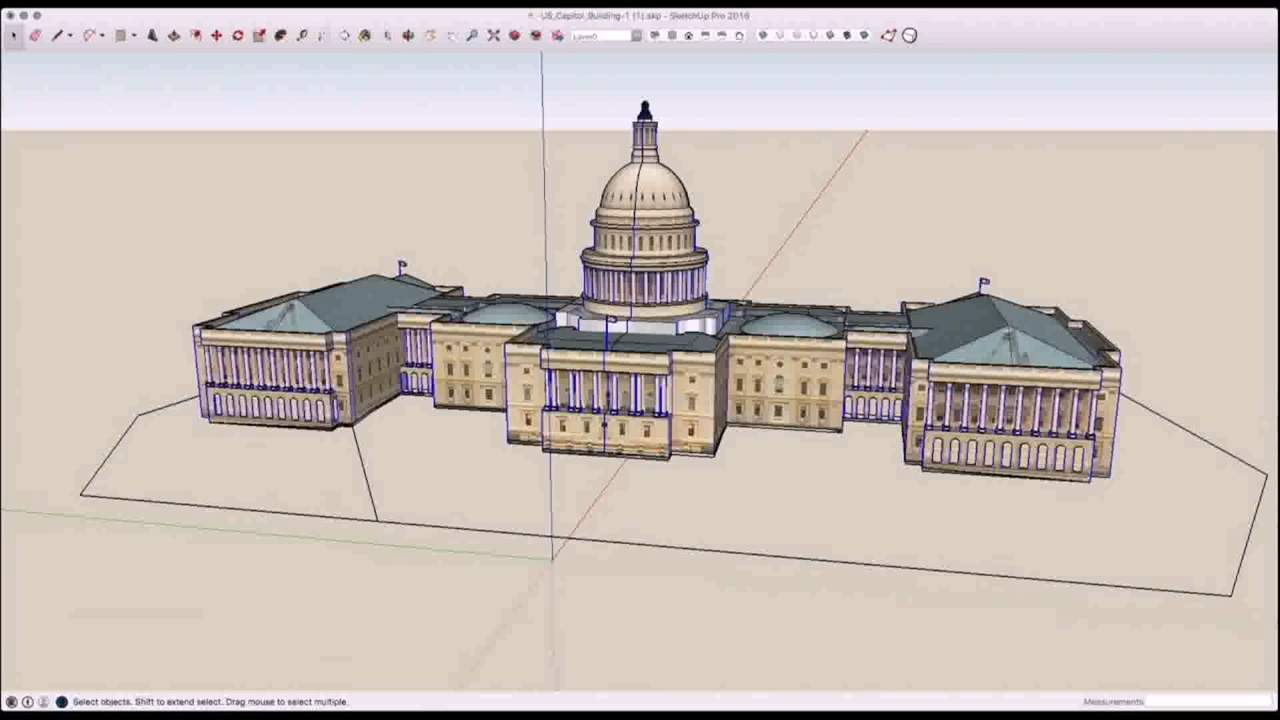 US_Capitol_Building-1 (1).skp - SketchUp Pro 2016
Layer0
Select objects. Shift to extend select. Drag mouse to select multiple.
Measurements